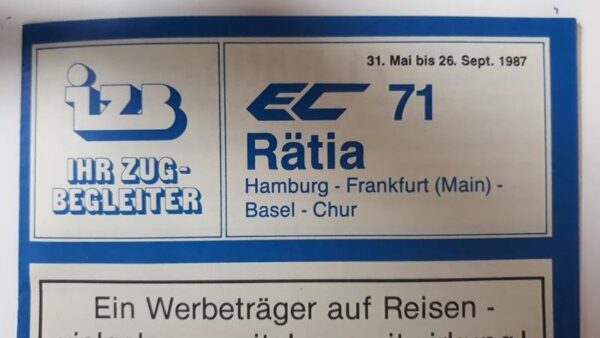 31. Mai bis 26. Sept. 1987
izb
IHR ZUG-
BEGLEITER
EC 71
Rätia
Hamburg - Frankfurt (Main) -
Basel - Chur
Ein Werbeträger auf Reisen -